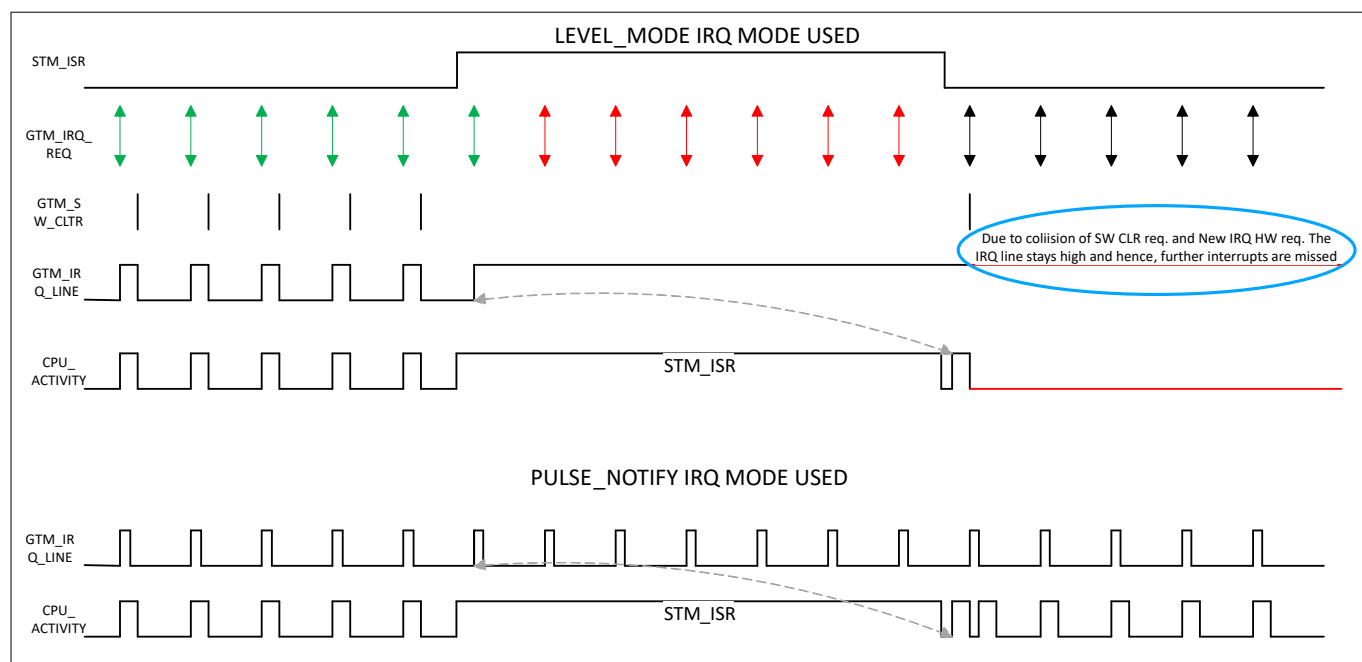 LEVEL_MODE IRQ MODE USED
STM_ISR
GTM_IRQ_
REQ
GTM_S
W_CLTR
Due to coliision of SW CLR req. and New IRQ HW req. The
IRQ line stays high and hence, further interrupts are missed
GTM_IR
Q_LINE
CPU_
ACTIVITY
STM_ISR
PULSE_NOTIFY IRQ MODE USED
GTM_IR
Q_LINE
CPU_
ACTIVITY
STM_ISR